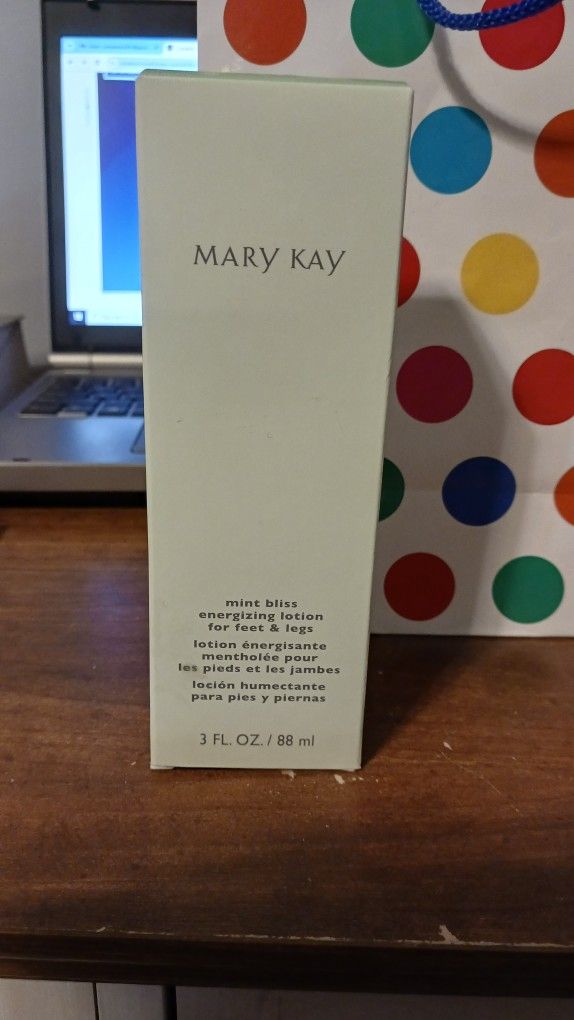 MARY KAY
mint bliss
energizing lotion
for feet & legs
lotion énergisante
mentholée pour
les pieds et les jambes
loción humectante
para pies y piernas
3 FL. OZ. / 88 ml